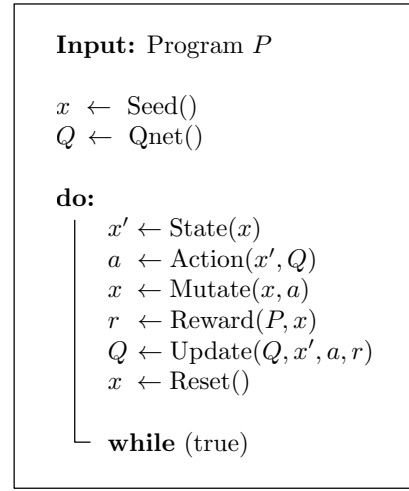 Input: Program P
x ← Seed()
Q ← Qnet()
do:
x′ ← State(x)
a ← Action(x′, Q)
x ← Mutate(x, a)
r ← Reward(P, x)
Q ← Update(Q, x′, a, r)
x ← Reset()
while (true)